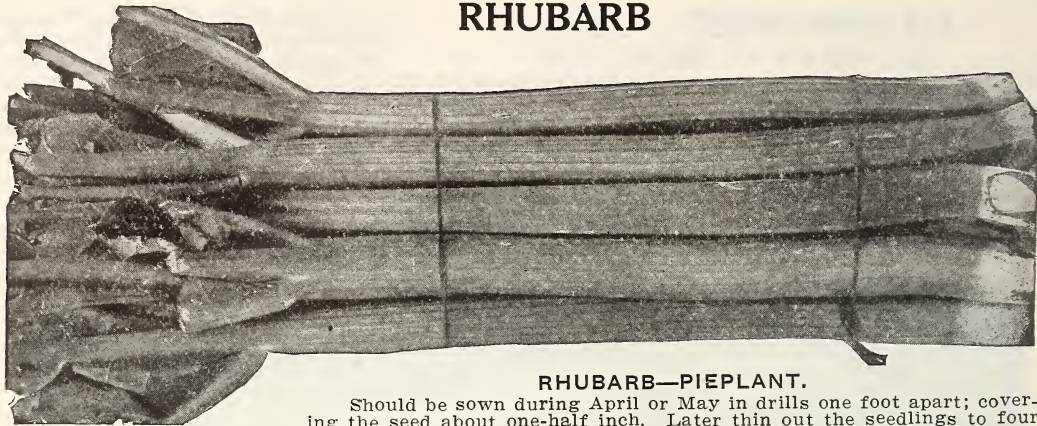 RHUBARB
RHUBARB—PIEPLANT.
Should be sown during April or May in drills one foot apart; cover-
ing the seed about one-half inch. Later thin out the seedlings to four